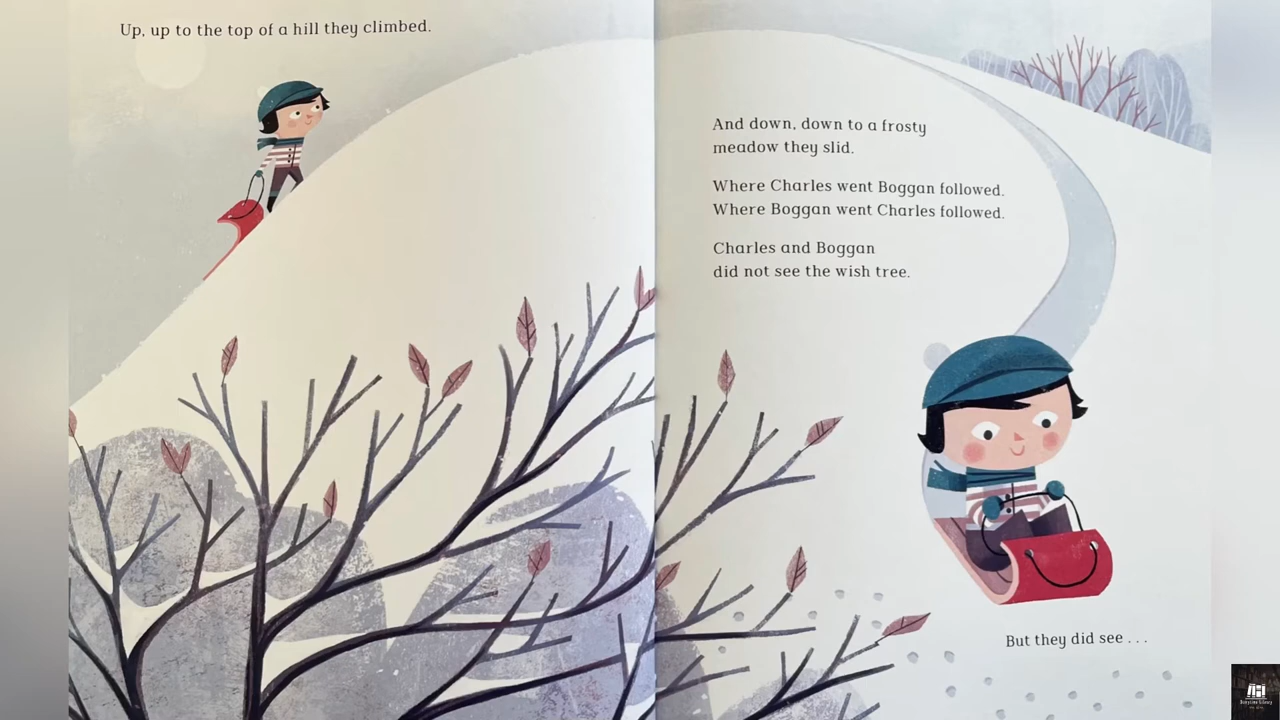 Up, up to the top of a hill they climbed.
And down, down to a frosty
meadow they slid.
Where Charles went Boggan followed.
Where Boggan went Charles followed.
Charles and Boggan
did not see the wish tree.
But they did see . . .